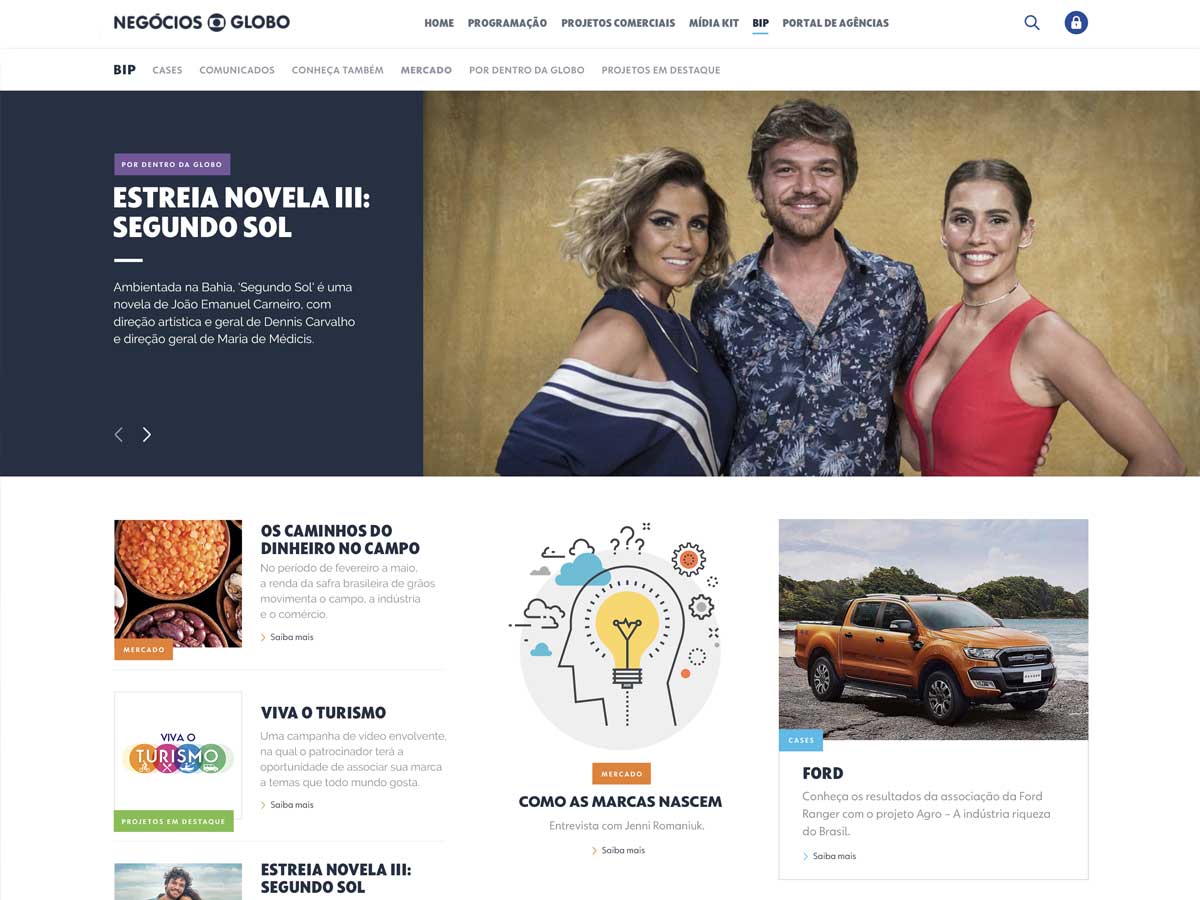 NEGÓCIOS GLOBO
HOME PROGRAMAÇÃO PROJETOS COMERCIAIS MÍDIA KIT BIP PORTAL DE AGÊNCIAS
BIP CASES COMUNICADOS CONHEÇA TAMBÉM MERCADO POR DENTRO DA GLOBO PROJETOS EM DESTAQUE
POR DENTRO DA GLOBO
ESTREIA NOVELA III:
SEGUNDO SOL
Ambientada na Bahia, 'Segundo Sol' é uma
novela de João Emanuel Carneiro, com
direção artística e geral de Dennis Carvalho
e direção geral de Maria de Médicis.
OS CAMINHOS DO
DINHEIRO NO CAMPO
No período de fevereiro a maio,
a renda da safra brasileira de grãos
movimenta o campo, a indústria
e o comércio.
Saiba mais
MERCADO
VIVA O
TURISMO
PROJETOS EM DESTAQUE
VIVA O TURISMO
Uma campanha de vídeo envolvente,
na qual o patrocinador terá a
oportunidade de associar sua marca
a temas que todo mundo gosta.
Saiba mais
ESTREIA NOVELA III:
SEGUNDO SOL
MERCADO
COMO AS MARCAS NASCEM
Entrevista com Jenni Romaniuk.
Saiba mais
RANGER
CASES
FORD
Conheça os resultados da associação da Ford
Ranger com o projeto Agro – A indústria riqueza
do Brasil.
Saiba mais